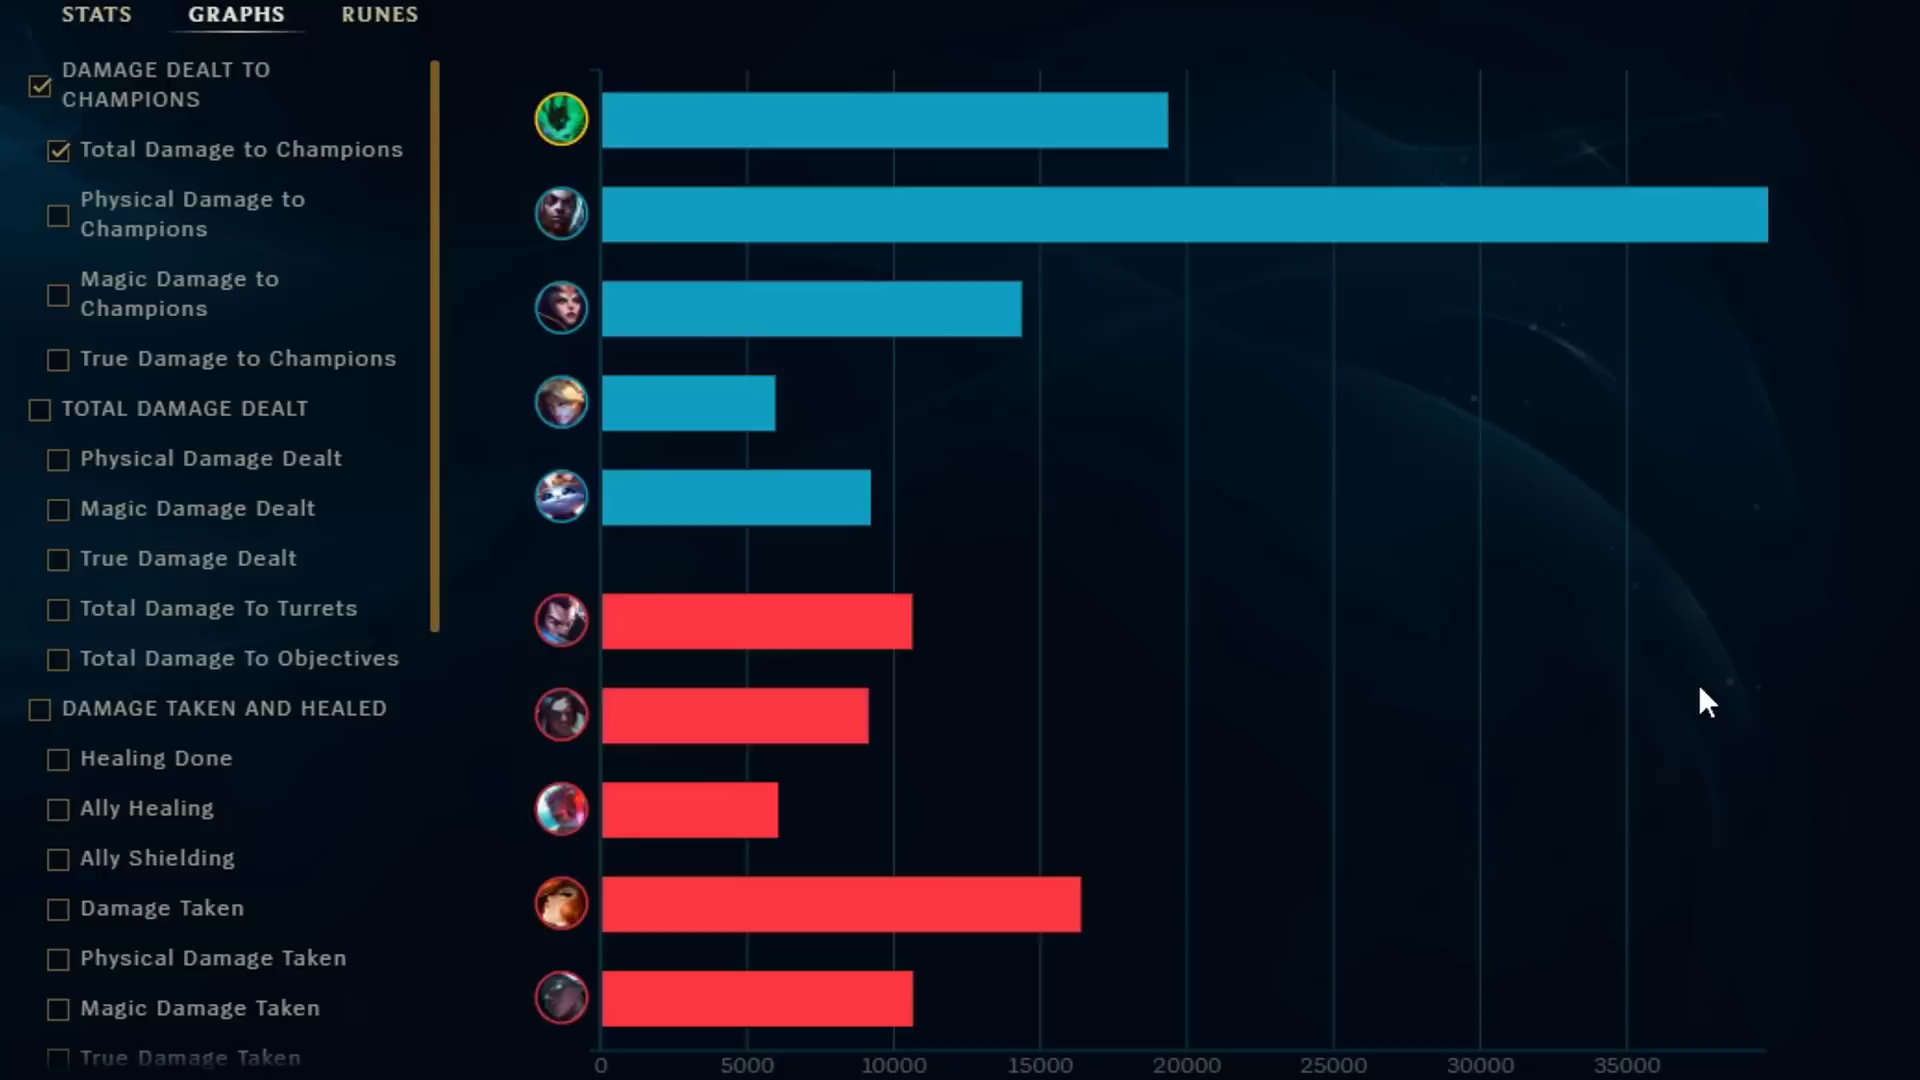 STATS GRAPHS RUNES
DAMAGE DEALT TO
CHAMPIONS
Total Damage to Champions
Physical Damage to
Champions
Magic Damage to
Champions
True Damage to Champions
TOTAL DAMAGE DEALT
Physical Damage Dealt
Magic Damage Dealt
True Damage Dealt
Total Damage To Turrets
Total Damage To Objectives
DAMAGE TAKEN AND HEALED
Healing Done
Ally Healing
Ally Shielding
Damage Taken
Physical Damage Taken
Magic Damage Taken
True Damage Taken
0 5000 10000 15000 20000 25000 30000 35000